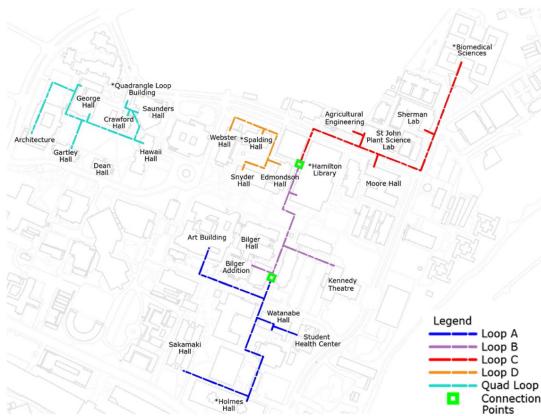 *Biomedical
Sciences
*Quadrangle Loop
Building
George
Hall
Saunders
Hall
Crawford
Hall
Agricultural
Engineering
Sherman
Lab
St John
Plant Science
Lab
Architecture
Webster
Hall
*Spalding
Hall
Gartley
Hall
Hawaii
Hall
Dean
Hall
Snyder
Hall
Edmondson
Hall
*Hamilton
Library
Moore Hall
Art Building
Bilger
Hall
Bilger
Addition
Kennedy
Theatre
Watanabe
Hall
Student
Health Center
Sakamaki
Hall
*Holmes
Hall
Legend
Loop A
Loop B
Loop C
Loop D
Quad Loop
Connection
Points